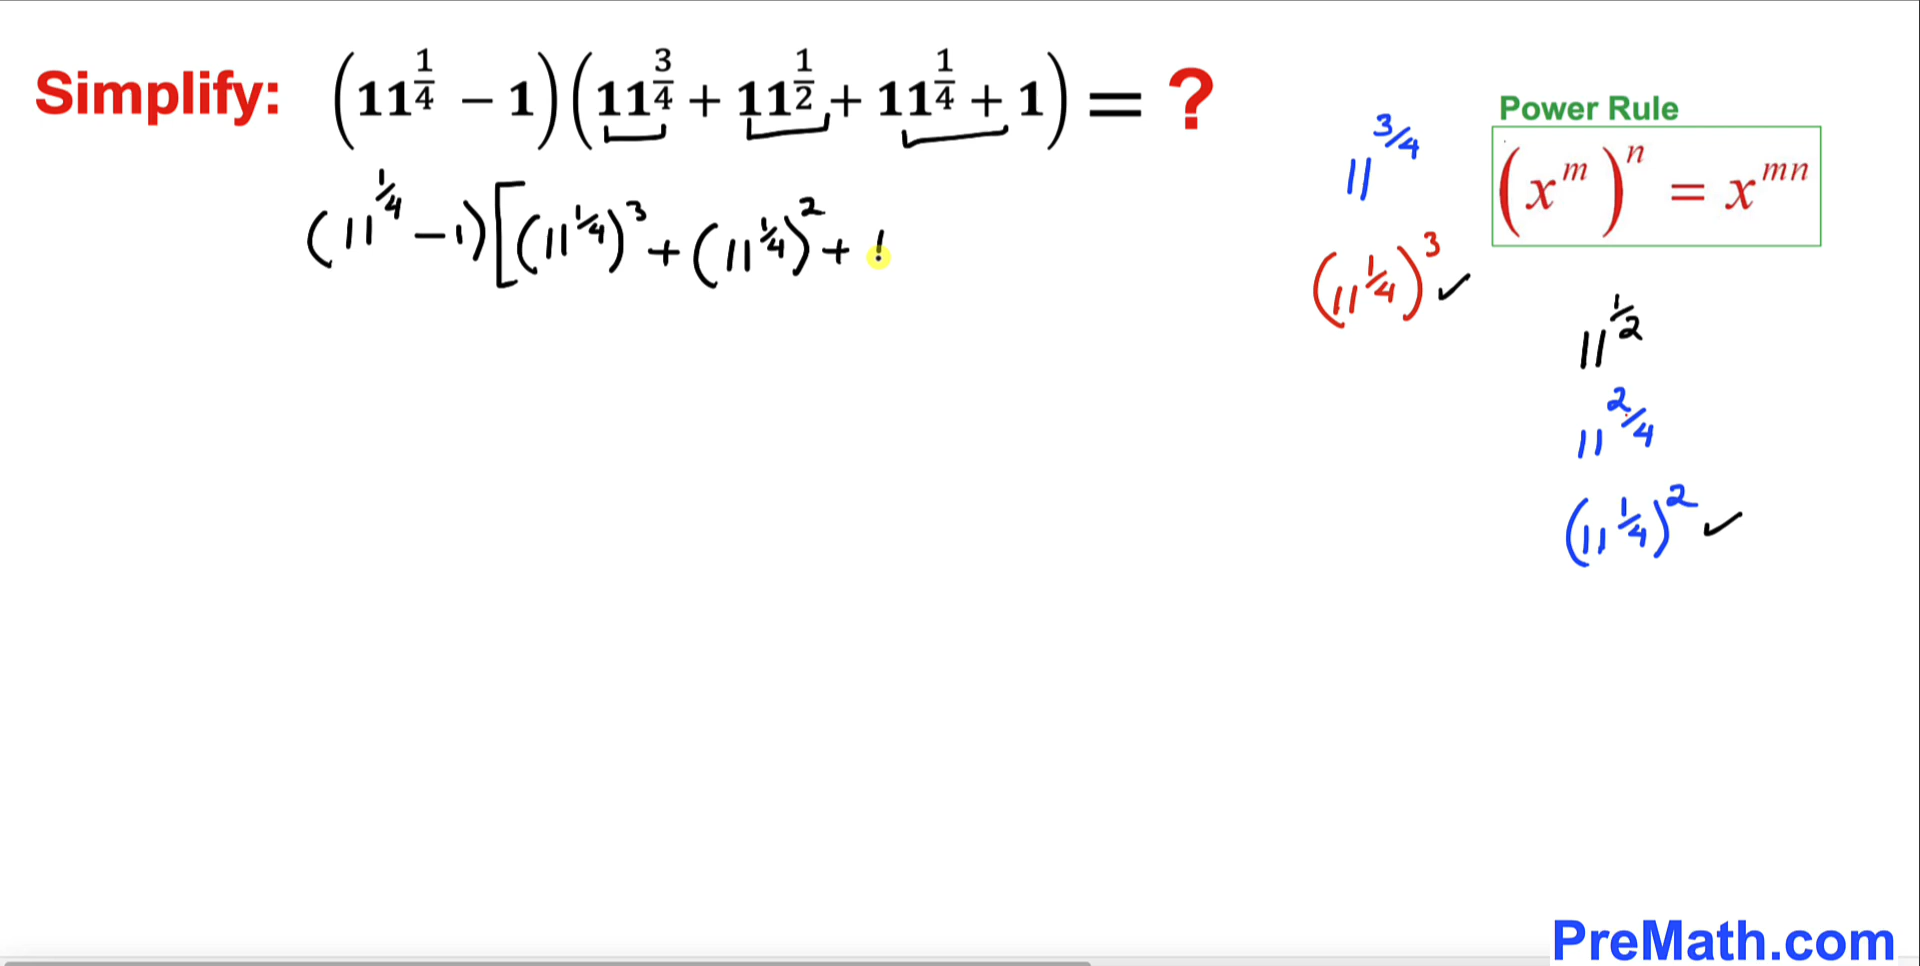 Simplify: (11^{1/4} − 1)(11^{3/4} + 11^{1/2} + 11^{1/4} + 1) = ?
(11^{1/4} − 1)[(11^{1/4})^3 + (11^{1/4})^2 +
11^{3/4}
(11^{1/4})^3 ✓
Power Rule
(x^m)^n = x^{mn}
11^{1/2}
11^{2/4}
(11^{1/4})^2 ✓
PreMath.com